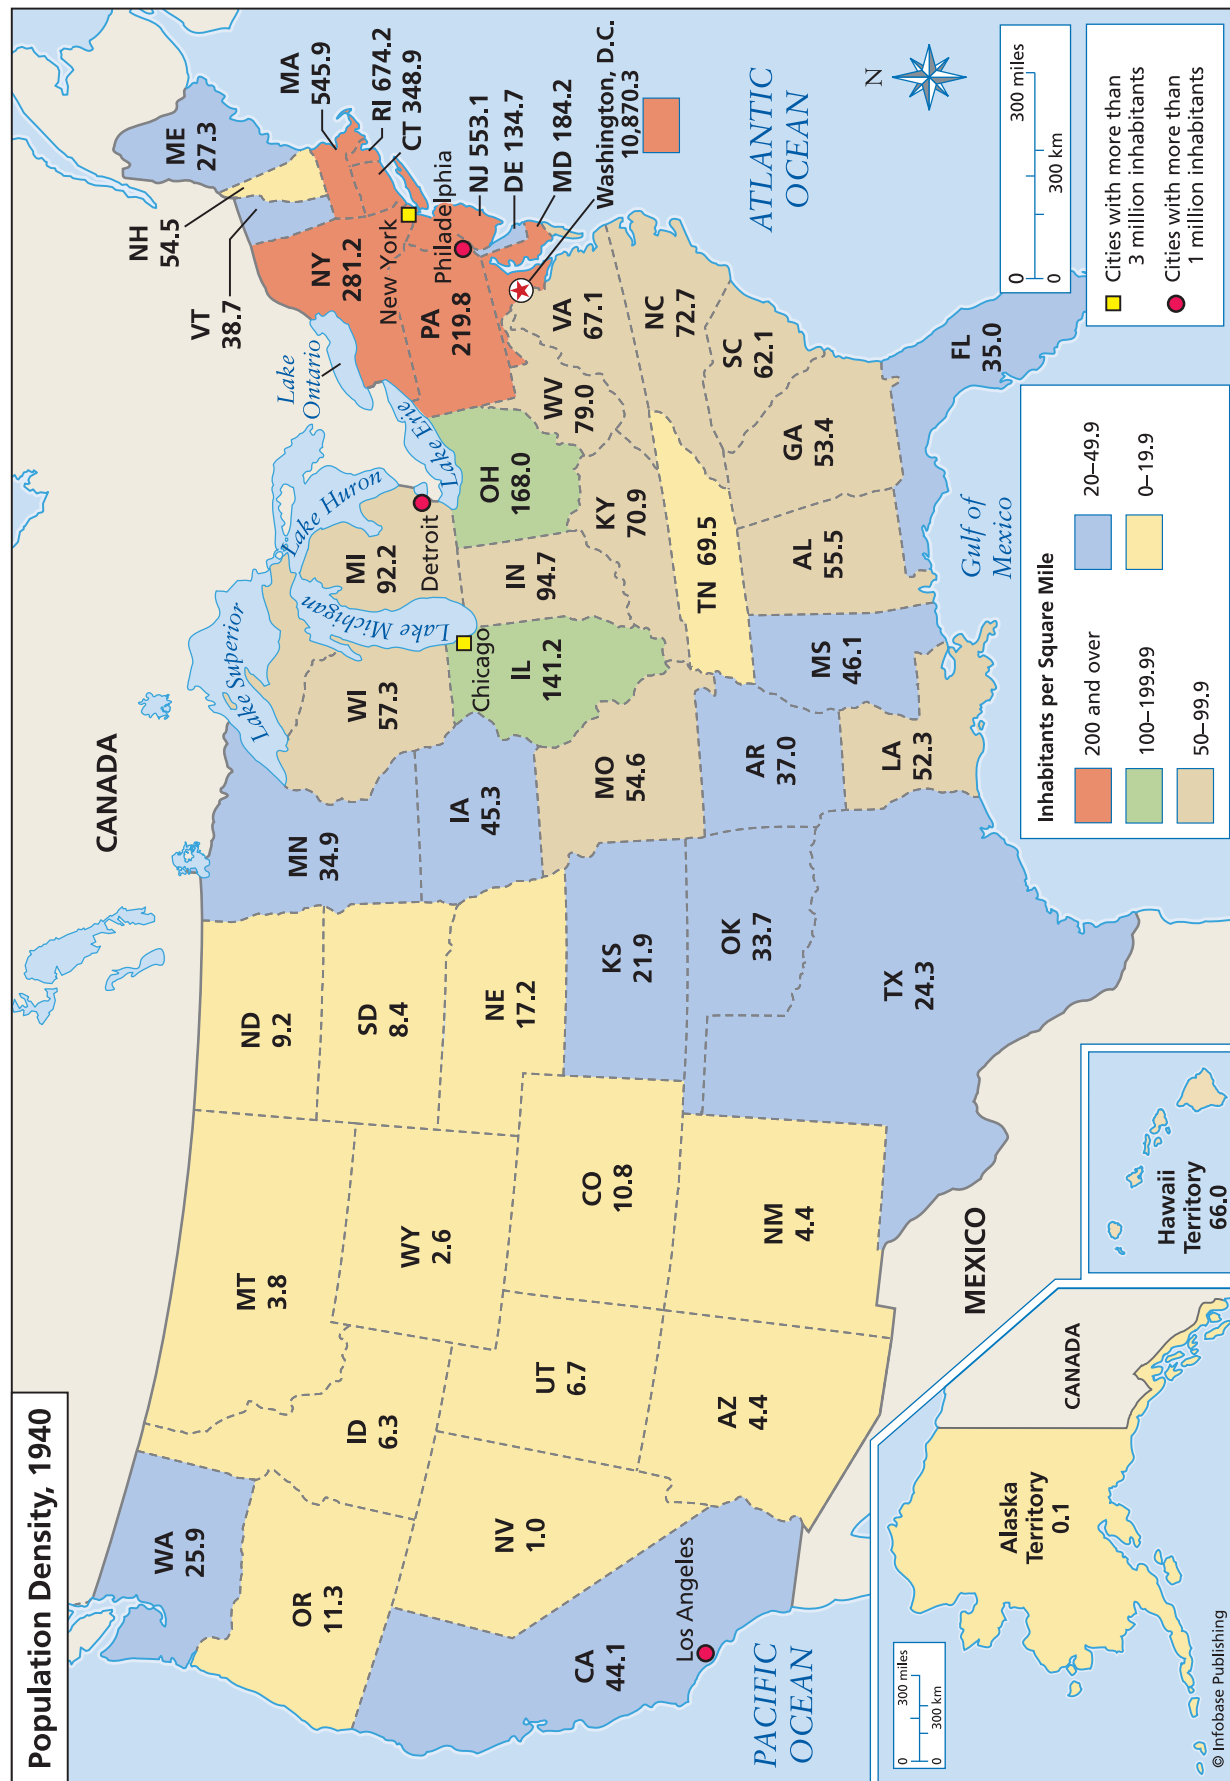 Population Density, 1940
CANADA
WA
25.9
OR
11.3
CA
44.1
Los Angeles
NV
1.0
ID
6.3
MT
3.8
WY
2.6
UT
6.7
AZ
4.4
CO
10.8
NM
4.4
ND
9.2
SD
8.4
NE
17.2
KS
21.9
OK
33.7
TX
24.3
MN
34.9
IA
45.3
MO
54.6
AR
37.0
LA
52.3
WI
57.3
IL
141.2
Chicago
MS
46.1
MI
92.2
Detroit
IN
94.7
OH
168.0
KY
70.9
TN 69.5
AL
55.5
GA
53.4
FL
35.0
SC
62.1
NC
72.7
VA
67.1
WV
79.0
PA
219.8
Philadelphia
NY
281.2
New York
VT
38.7
NH
54.5
ME
27.3
MA
545.9
RI 674.2
CT 348.9
NJ 553.1
DE 134.7
MD 184.2
Washington, D.C.
10,870.3
Lake Superior
Lake Michigan
Lake Huron
Lake Erie
Lake
Ontario
PACIFIC
OCEAN
ATLANTIC
OCEAN
Gulf of
Mexico
MEXICO
N
0 300 miles
0 300 km
Cities with more than
3 million inhabitants
Cities with more than
1 million inhabitants
Inhabitants per Square Mile
200 and over
100–199.99
50–99.9
20–49.9
0–19.9
CANADA
Alaska
Territory
0.1
0 300 miles
0 300 km
Hawaii
Territory
66.0
© Infobase Publishing